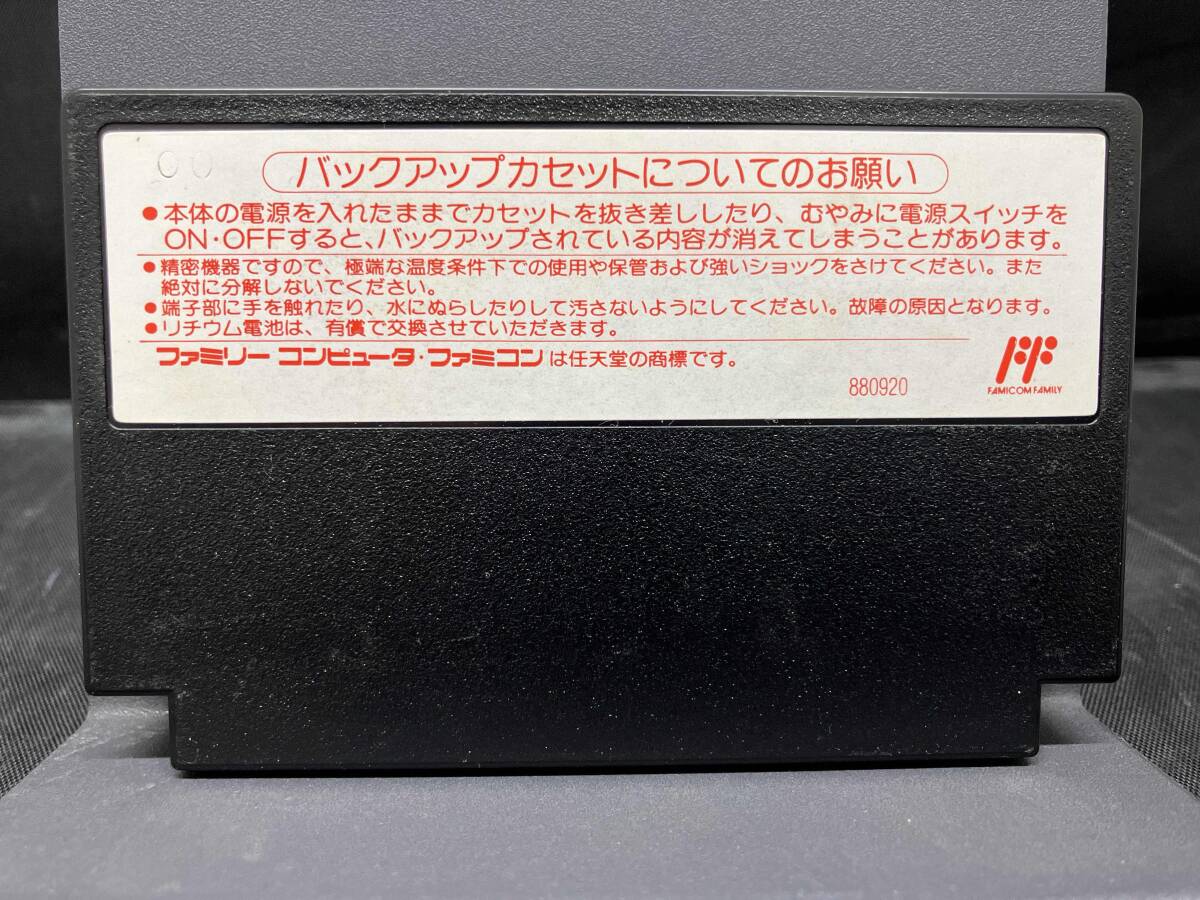 00
バックアップカセットについてのお願い
●本体の電源を入れたままでカセットを抜き差ししたり、むやみに電源スイッチを
ON・OFFすると、バックアップされている内容が消えてしまうことがあります。
●精密機器ですので、極端な温度条件下での使用や保管および強いショックをさけてください。また
絶対に分解しないでください。
●端子部に手を触れたり、水にぬらしたりして汚さないようにしてください。故障の原因となります。
●リチウム電池は、有償で交換させていただきます。
ファミリーコンピュータ・ファミコンは任天堂の商標です。
880920
FAMICOM FAMILY